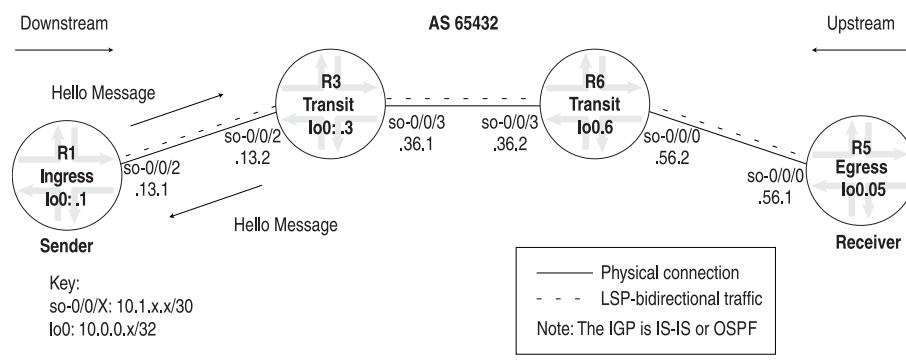 Downstream
AS 65432
Upstream
Hello Message
R3
Transit
lo0: .3
R6
Transit
lo0.6
so-0/0/2
.13.2
so-0/0/3
.36.1
so-0/0/3
.36.2
so-0/0/0
.56.2
R1
Ingress
lo0: .1
so-0/0/2
.13.1
so-0/0/0
.56.1
R5
Egress
lo0.05
Hello Message
Sender
Receiver
Key:
so-0/0/X: 10.1.x.x/30
lo0: 10.0.0.x/32
Physical connection
LSP-bidirectional traffic
Note: The IGP is IS-IS or OSPF